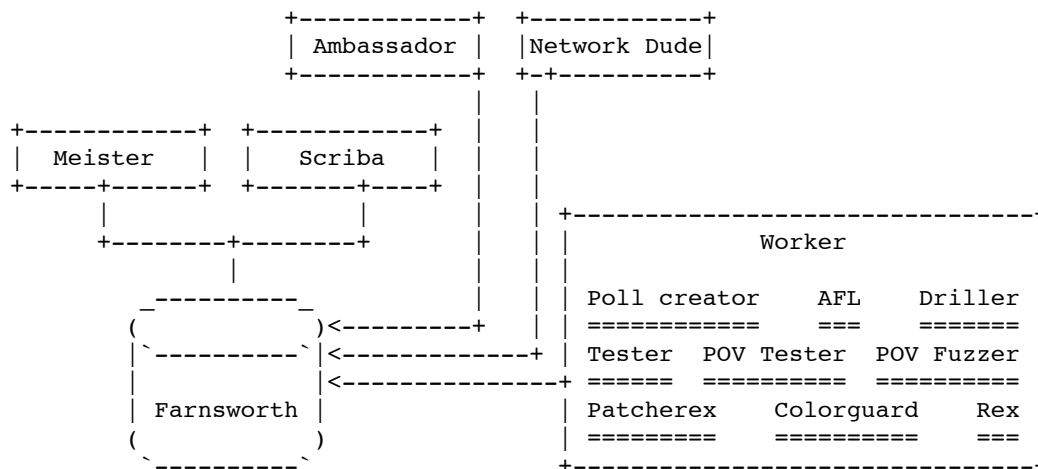 Ambassador Network Dude
Meister Scriba
Worker
Poll creator AFL Driller
Tester POV Tester POV Fuzzer
Farnsworth
Patcherex Colorguard Rex